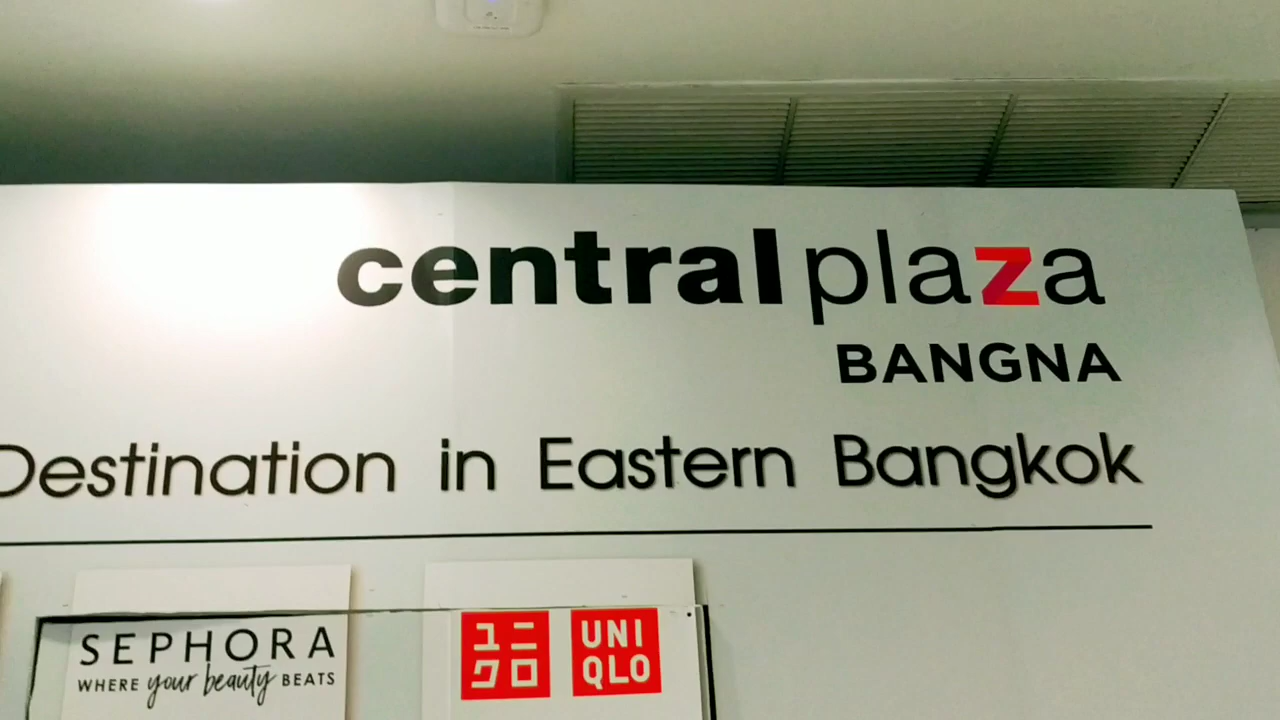 centralplaza
BANGNA
Destination in Eastern Bangkok
SEPHORA
WHERE your beauty BEATS
ユニ
クロ
UNI
QLO